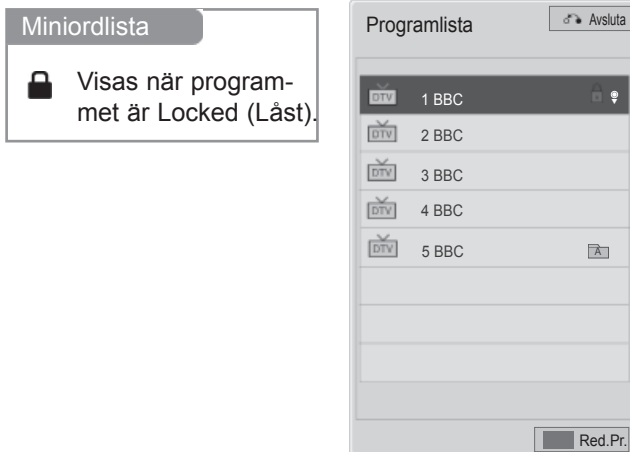 Miniordlista
Visas när program-
met är Locked (Låst).
Programlista
Avsluta
DTV 1 BBC
DTV 2 BBC
DTV 3 BBC
DTV 4 BBC
DTV 5 BBC A
Red.Pr.